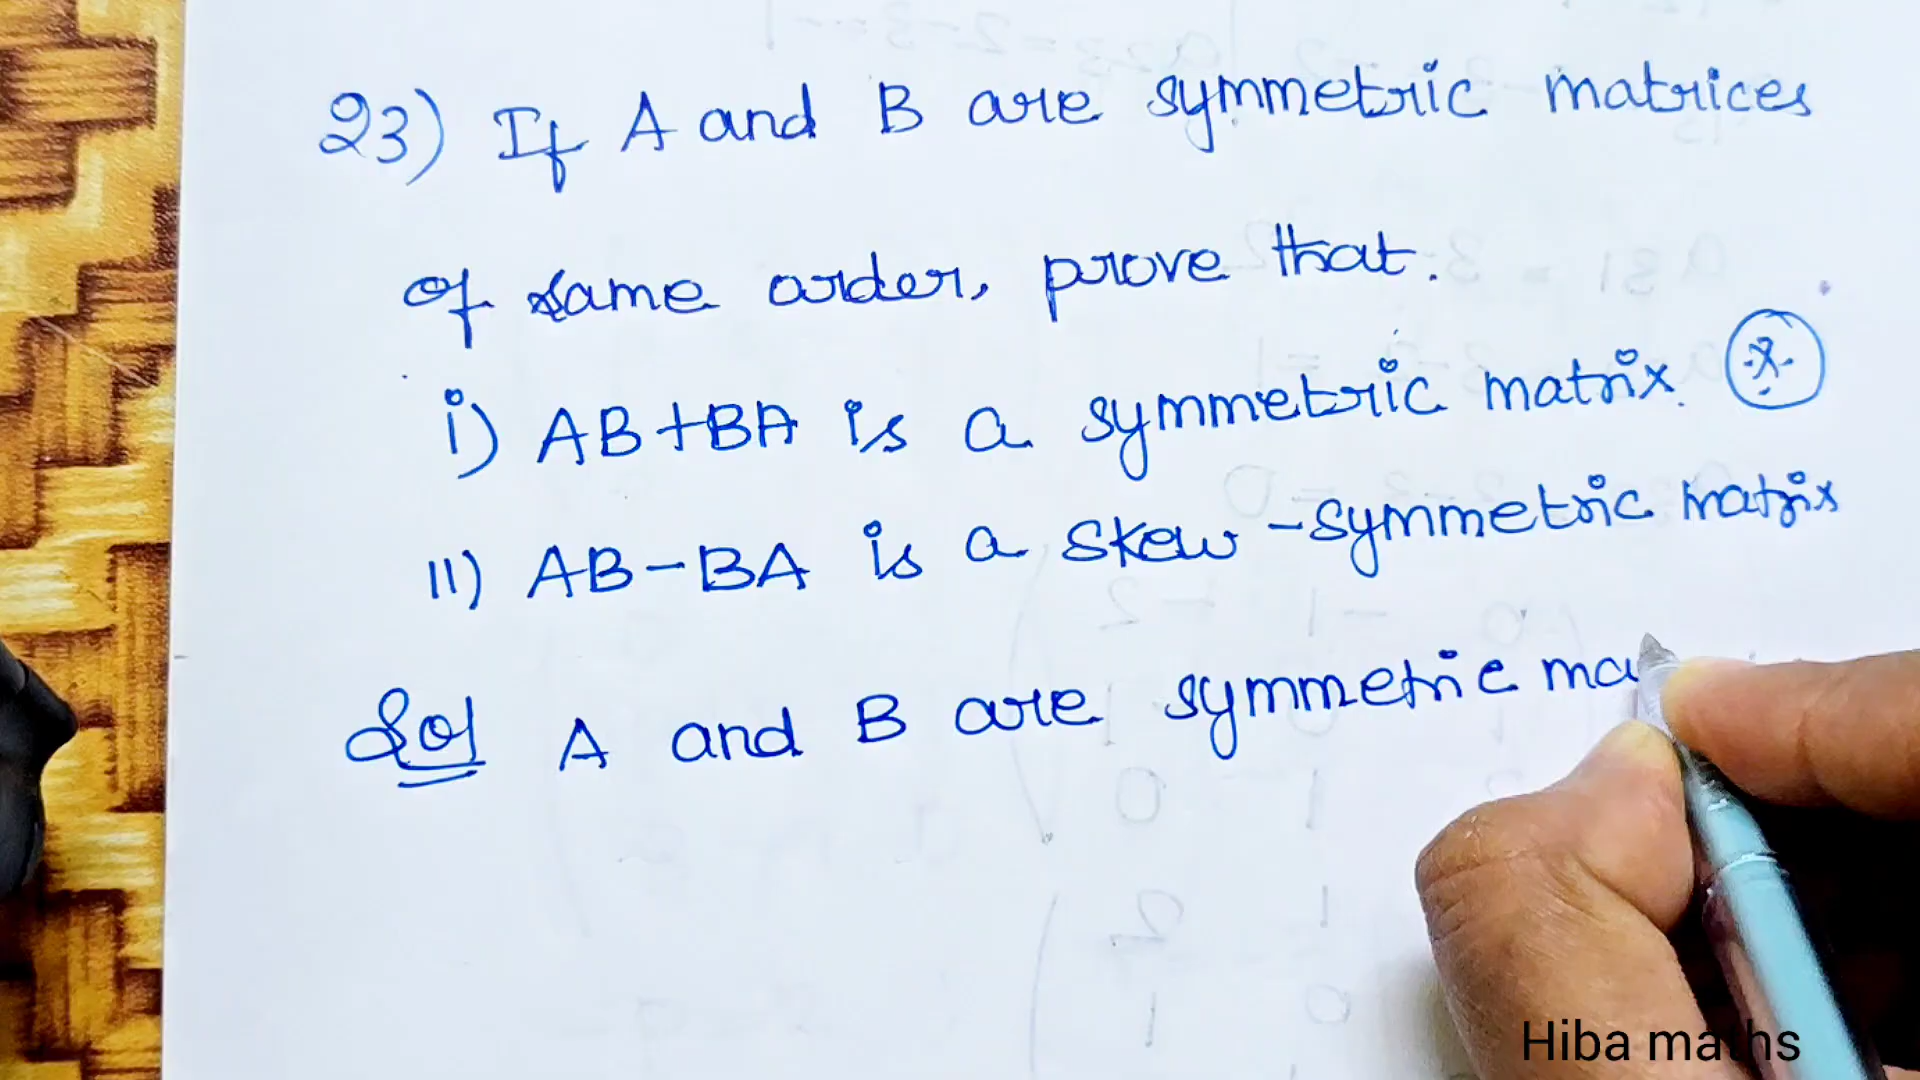 23) If A and B are symmetric matrices
of same order, prove that.
i) AB+BA is a symmetric matrix.
ii) AB-BA is a skew-symmetric matrix
Sol A and B are symmetric ma
Hiba maths